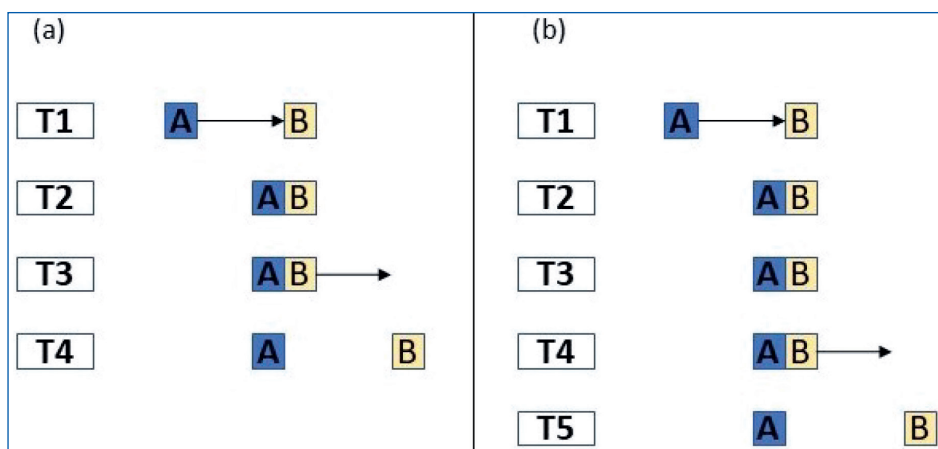 (a)
T1 A B
T2 A B
T3 A B
T4 A B
(b)
T1 A B
T2 A B
T3 A B
T4 A B
T5 A B